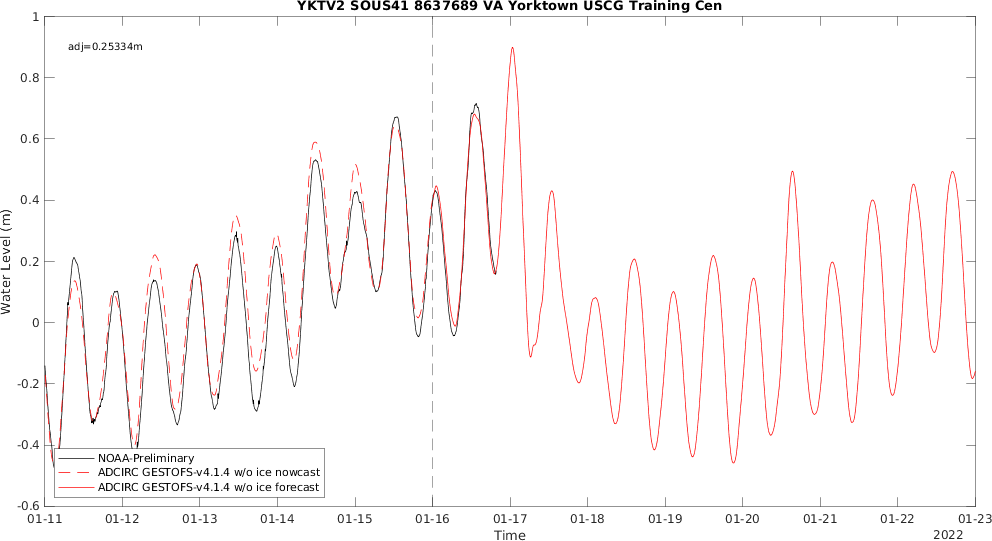 YKTV2 SOUS41 8637689 VA Yorktown USCG Training Cen
adj=0.25334m
Water Level (m)
1
0.8
0.6
0.4
0.2
0
-0.2
-0.4
-0.6
NOAA-Preliminary
ADCIRC GESTOFS-v4.1.4 w/o ice nowcast
ADCIRC GESTOFS-v4.1.4 w/o ice forecast
01-11 01-12 01-13 01-14 01-15 01-16 01-17 01-18 01-19 01-20 01-21 01-22 01-23
Time
2022